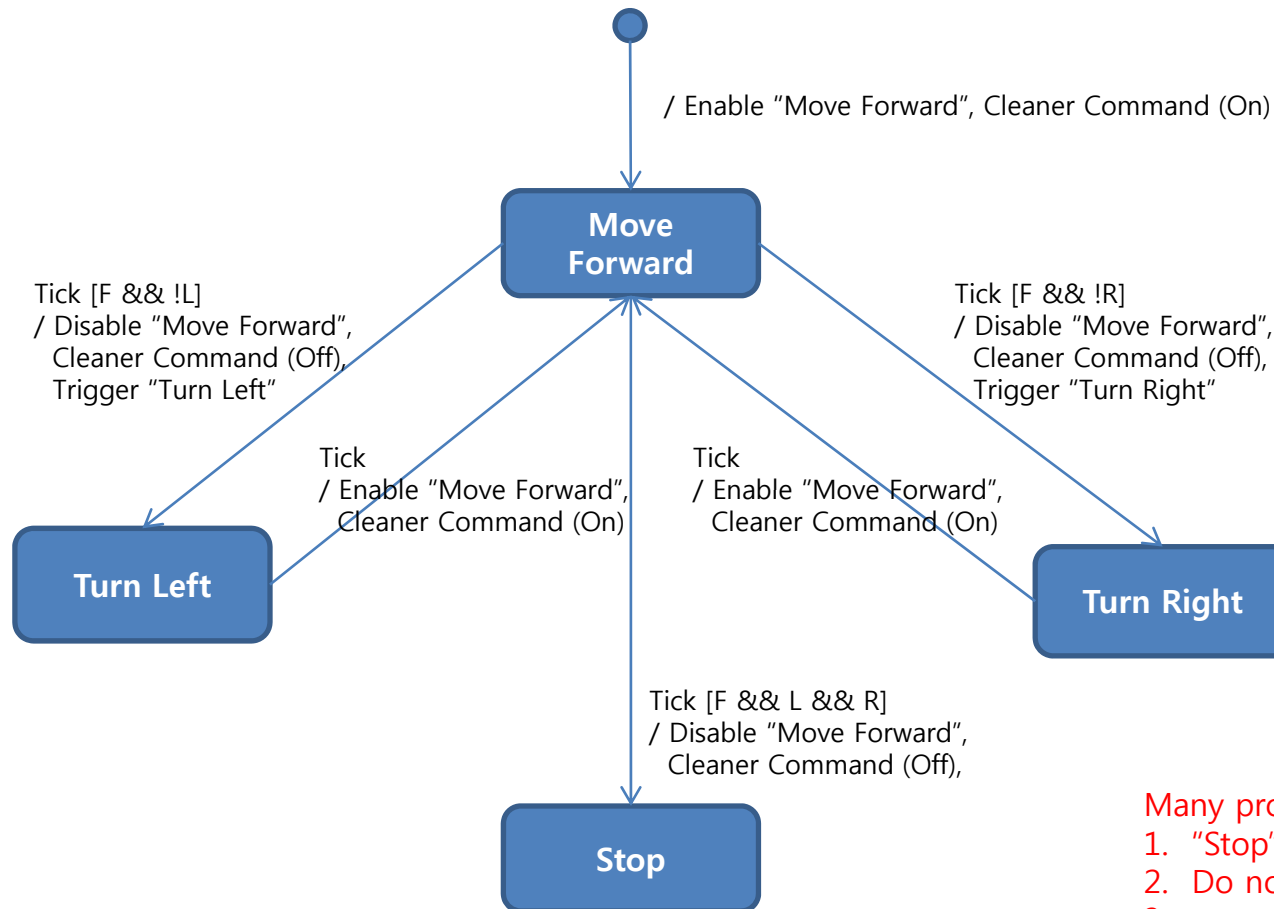 / Enable "Move Forward", Cleaner Command (On)
Move
Forward
Tick [F && !L]
/ Disable "Move Forward",
Cleaner Command (Off),
Trigger "Turn Left"
Tick [F && !R]
/ Disable "Move Forward",
Cleaner Command (Off),
Trigger "Turn Right"
Tick
/ Enable "Move Forward",
Cleaner Command (On)
Tick
/ Enable "Move Forward",
Cleaner Command (On)
Turn Left
Turn Right
Tick [F && L && R]
/ Disable "Move Forward",
Cleaner Command (Off),
Stop
Many
1. "Stop"
2. Do